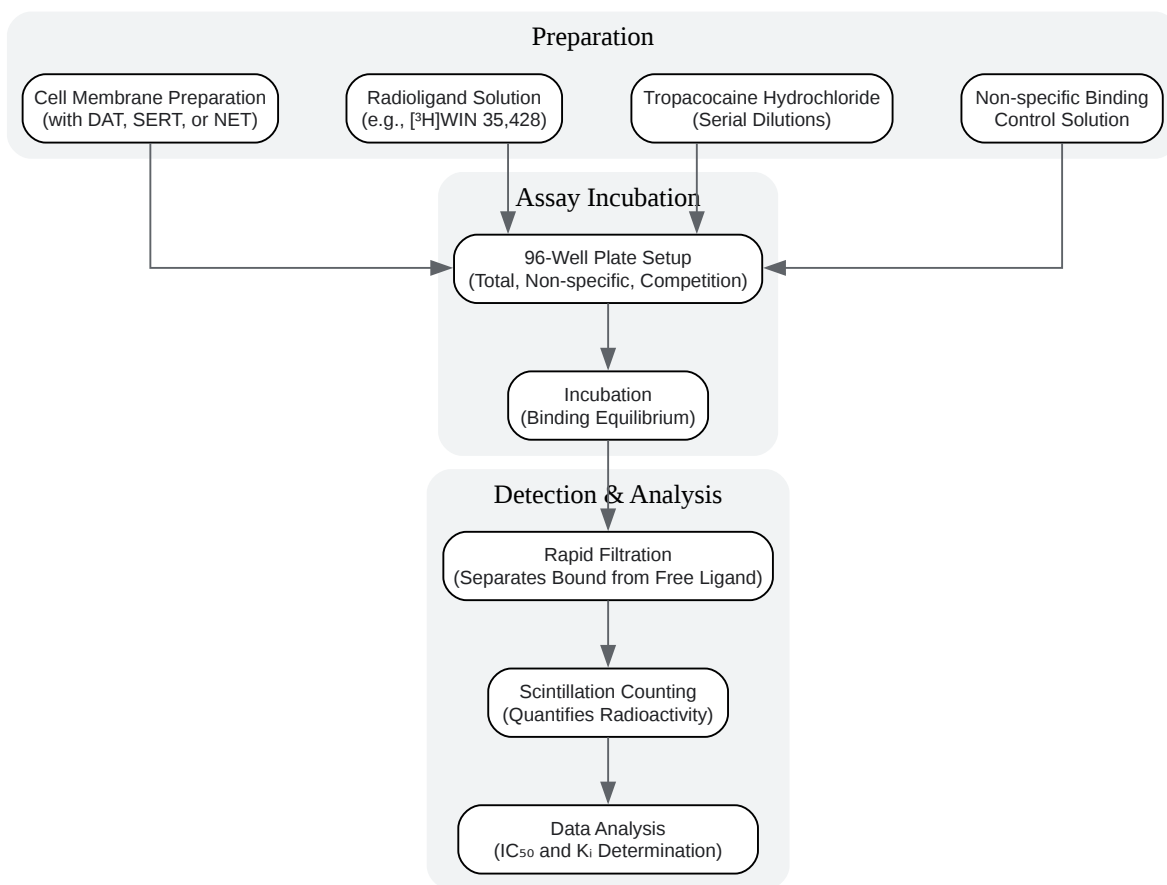 Preparation
Cell Membrane Preparation
(with DAT, SERT, or NET)
Radioligand Solution
(e.g., [³H]WIN 35,428)
Tropacocaine Hydrochloride
(Serial Dilutions)
Non-specific Binding
Control Solution
Assay Incubation
96-Well Plate Setup
(Total, Non-specific, Competition)
Incubation
(Binding Equilibrium)
Detection & Analysis
Rapid Filtration
(Separates Bound from Free Ligand)
Scintillation Counting
(Quantifies Radioactivity)
Data Analysis
(IC₅₀ and Kᵢ Determination)